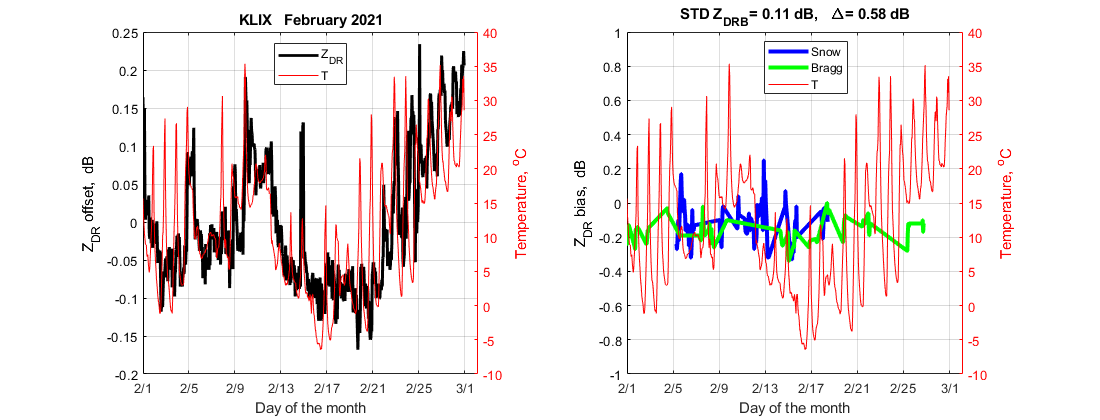 KLIX   February 2021
Z_DR
T
0.25
0.2
0.15
0.1
0.05
0
-0.05
-0.1
-0.15
-0.2
Z_DR offset,  dB
40
35
30
25
20
15
10
5
0
-5
-10
Temperature, °C
2/1 2/5 2/9 2/13 2/17 2/21 2/25 3/1
Day of the month
STD Z_DRB = 0.11 dB,   Δ= 0.58 dB
Snow
Bragg
T
1
0.8
0.6
0.4
0.2
0
-0.2
-0.4
-0.6
-0.8
-1
Z_DR bias,  dB
40
35
30
25
20
15
10
5
0
-5
-10
Temperature, °C
2/1 2/5 2/9 2/13 2/17 2/21 2/25 3/1
Day of the month